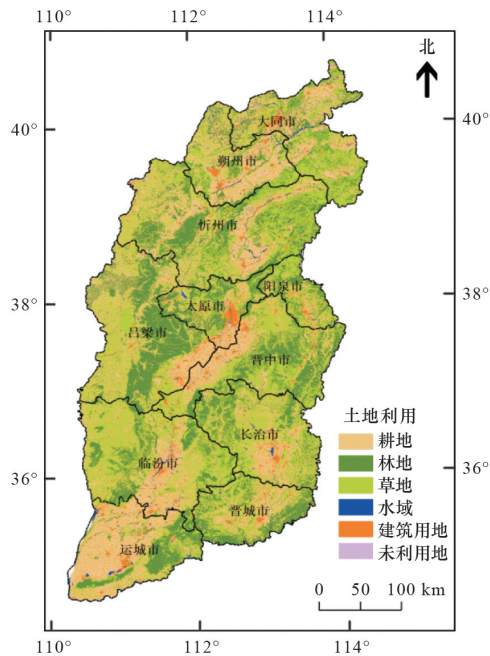 110° 112° 114°
北
40° 40°
大同市
朔州市
忻州市
38° 38°
阳泉市
太原市
吕梁市
晋中市
土地利用
长治市
耕地
临汾市
林地
36° 36°
草地
水域
晋城市
建筑用地
运城市
未利用地
0 50 100 km
110° 112° 114°